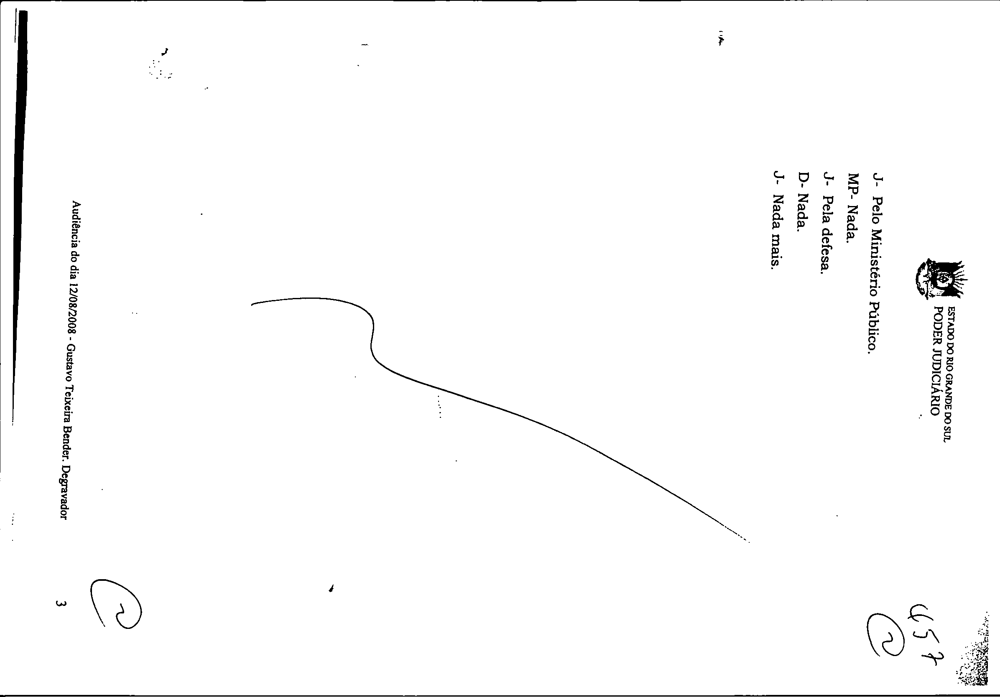 ESTADO DO RIO GRANDE DO SUL
PODER JUDICIÁRIO
457
J- Pelo Ministério Público.
MP- Nada.
J- Pela defesa.
D- Nada.
J- Nada mais.
Audiência do dia 12/08/2008 - Gustavo Teixeira Bender. Degravador
3